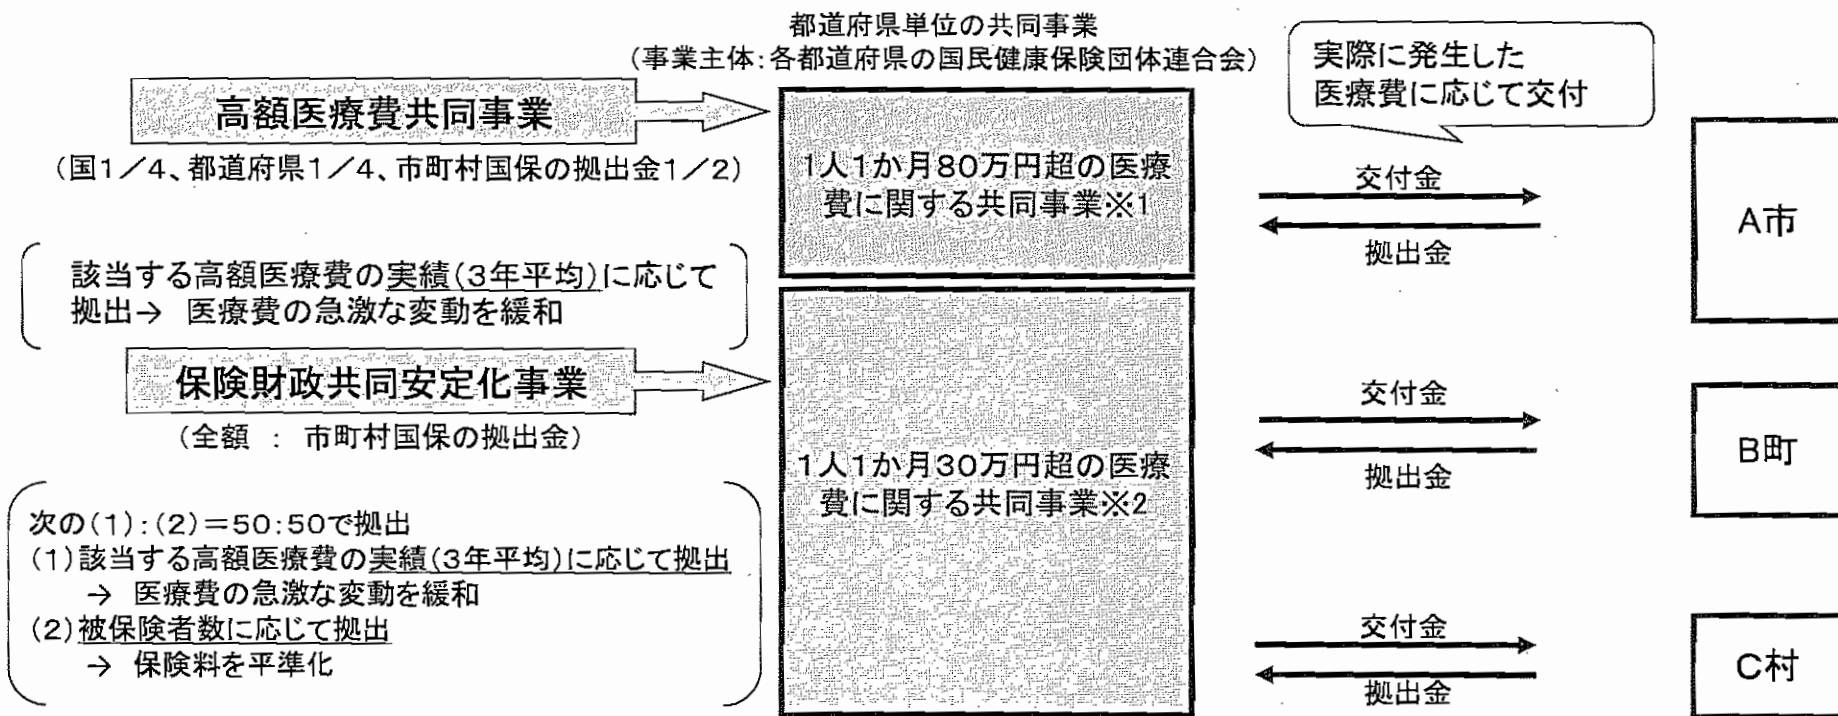 都道府県単位の共同事業
(事業主体:各都道府県の国民健康保険団体連合会)
実際に発生した
医療費に応じて交付
高額医療費共同事業
(国1/4、都道府県1/4、市町村国保の拠出金1/2)
該当する高額医療費の実績(3年平均)に応じて
拠出→ 医療費の急激な変動を緩和
保険財政共同安定化事業
(全額 : 市町村国保の拠出金)
次の(1):(2)=50:50で拠出
(1)該当する高額医療費の実績(3年平均)に応じて拠出
→ 医療費の急激な変動を緩和
(2)被保険者数に応じて拠出
→ 保険料を平準化
1人1か月80万円超の医療
費に関する共同事業※1
1人1か月30万円超の医療
費に関する共同事業※2
交付金
拠出金
A市
交付金
拠出金
B町
交付金
拠出金
C村